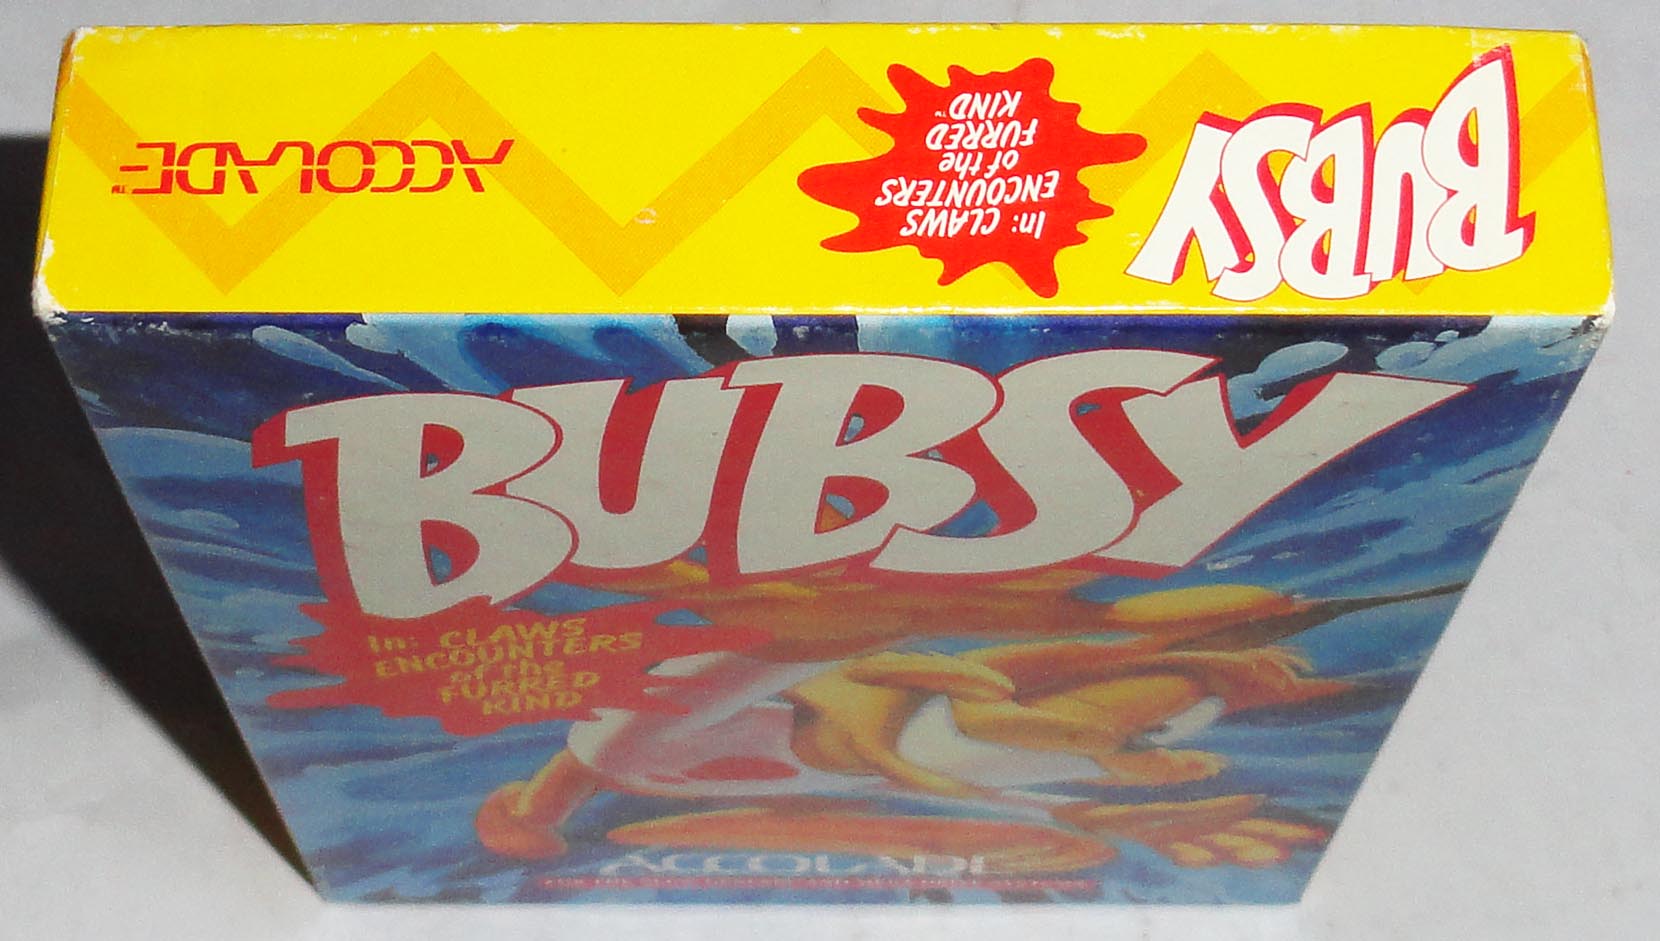 BUBSY
In: CLAWS
ENCOUNTERS
of the
FURRED
KIND™
ACCOLADE™
BUBSY
In: CLAWS
ENCOUNTERS
of the
FURRED
KIND
ACCOLADE